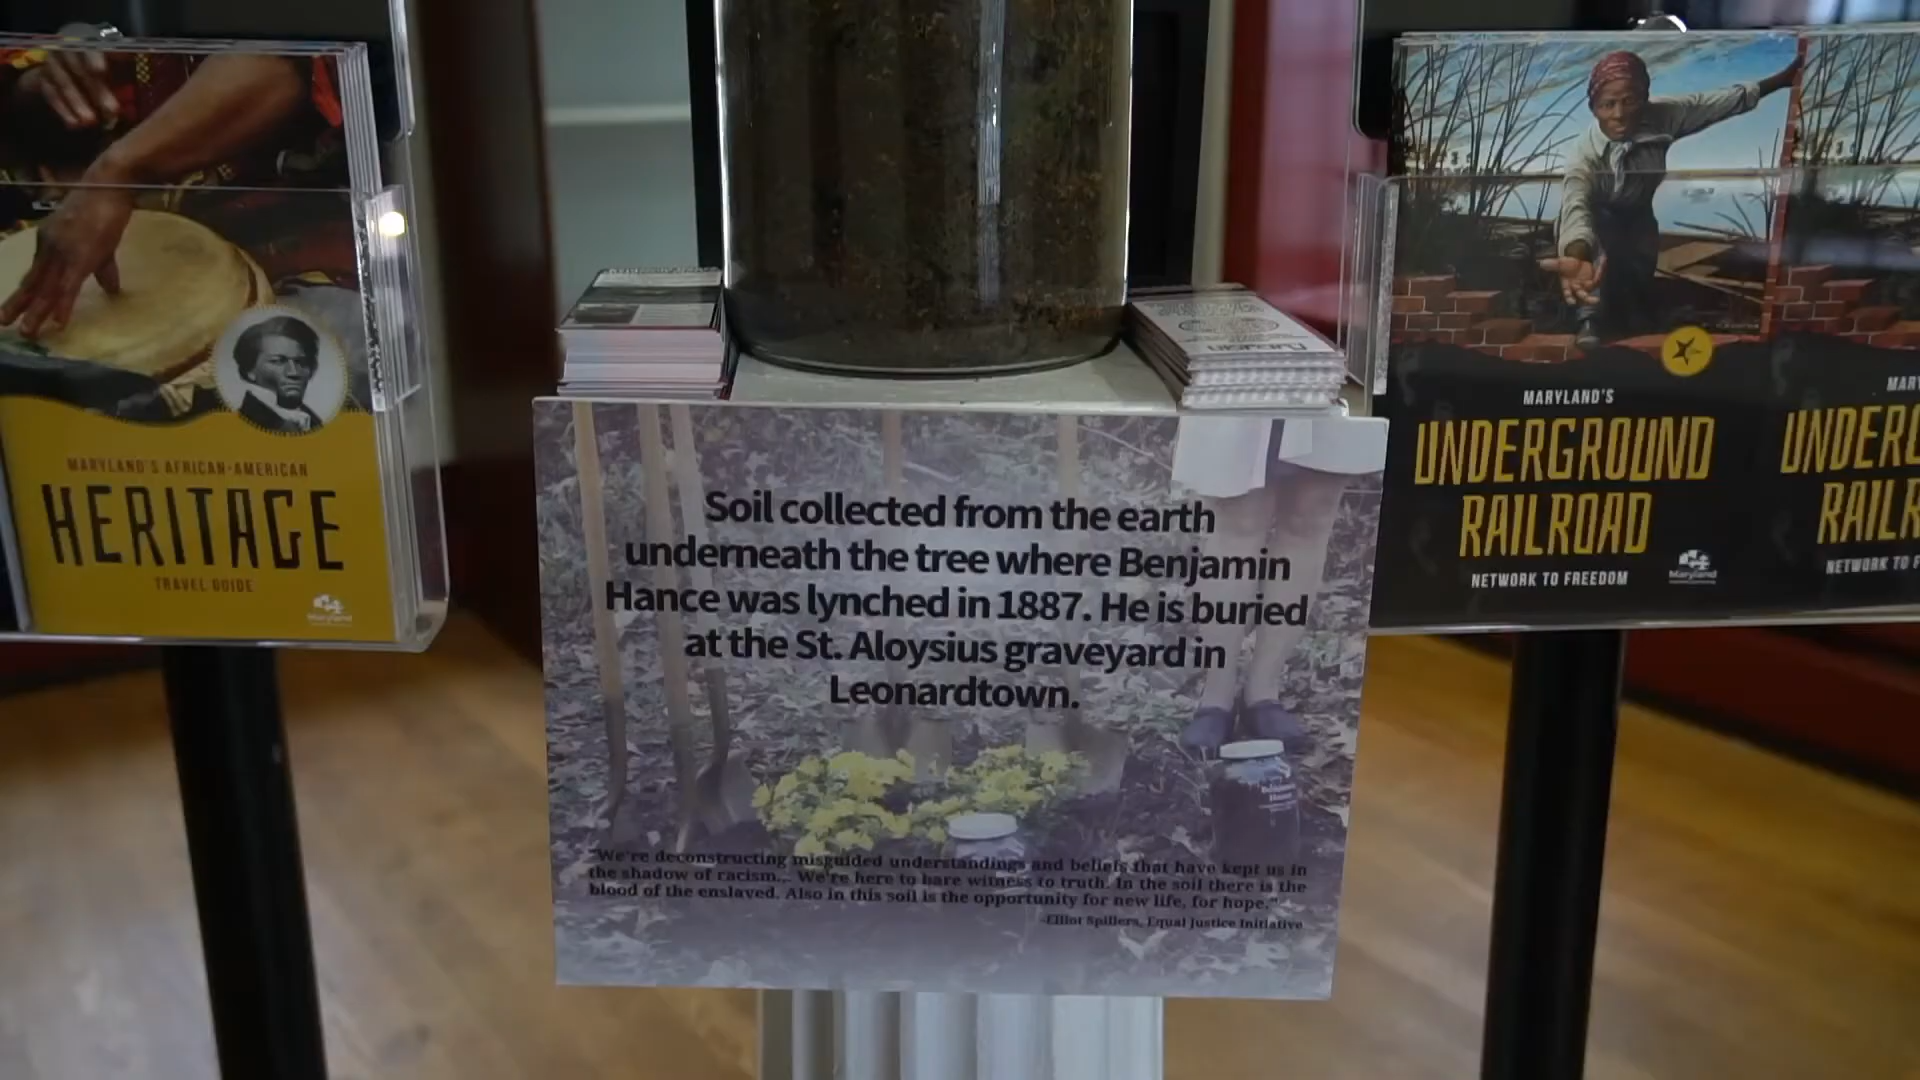 MARYLAND'S AFRICAN-AMERICAN
HERITAGE
TRAVEL GUIDE
Maryland
Soil collected from the earth
underneath the tree where Benjamin
Hance was lynched in 1887. He is buried
at the St. Aloysius graveyard in
Leonardtown.
"We're deconstructing misguided understandings and beliefs that have kept us in
the shadow of racism... We're here to bare witness to truth. In the soil there is the
blood of the enslaved. Also in this soil is the opportunity for new life, for hope."
-Elliot Spillers, Equal Justice Initiative
MARYLAND'S
UNDERGROUND
RAILROAD
NETWORK TO FREEDOM
Maryland
MARY
UNDERG
RAILR
NETWORK TO F